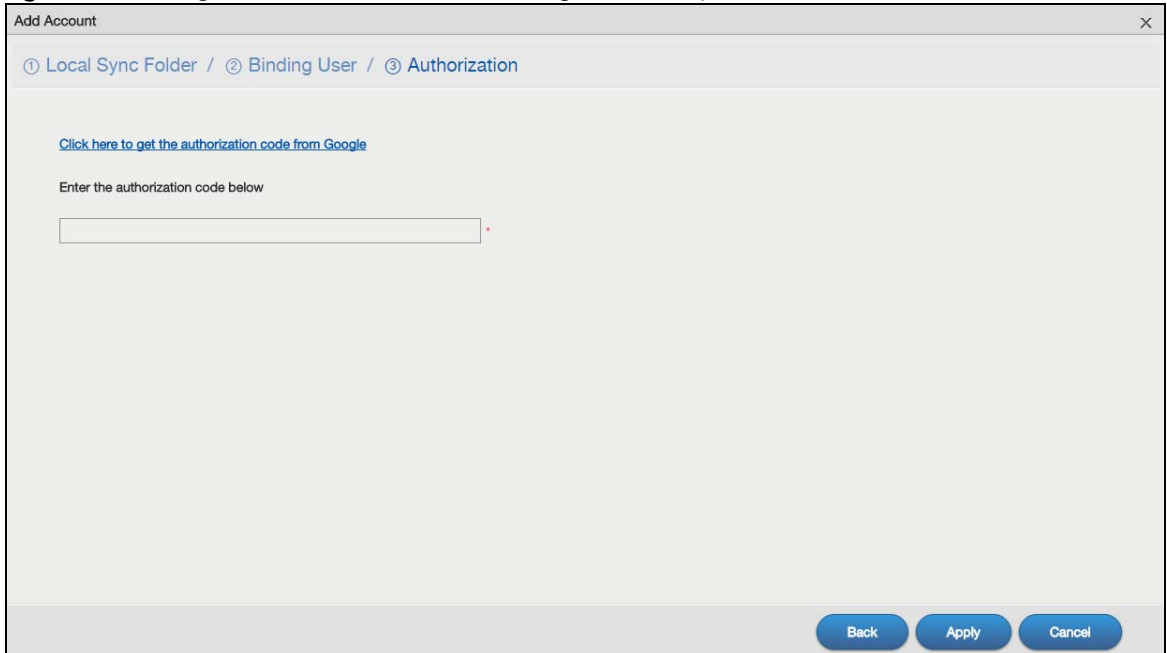 Add Account
X
① Local Sync Folder / ② Binding User / ③ Authorization
Click here to get the authorization code from Google
Enter the authorization code below
*
Back Apply Cancel